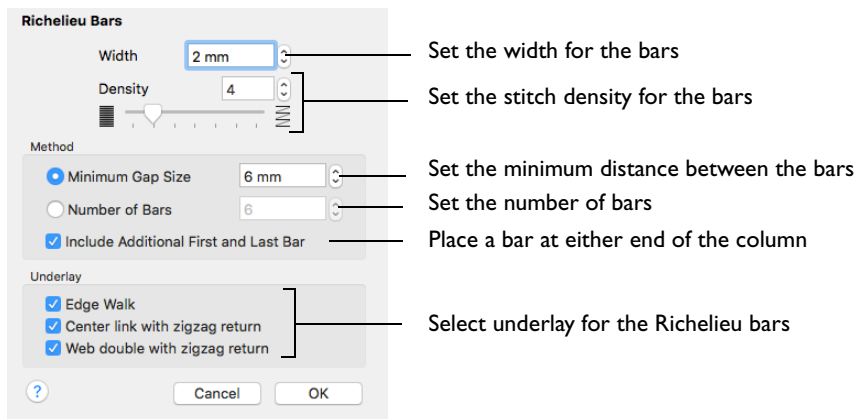 Richelieu Bars
Width 2 mm Set the width for the bars
Density 4 Set the stitch density for the bars
Method
Minimum Gap Size 6 mm Set the minimum distance between the bars
Number of Bars 6 Set the number of bars
Include Additional First and Last Bar Place a bar at either end of the column
Underlay
Edge Walk
Center link with zigzag return Select underlay for the Richelieu bars
Web double with zigzag return
? Cancel OK